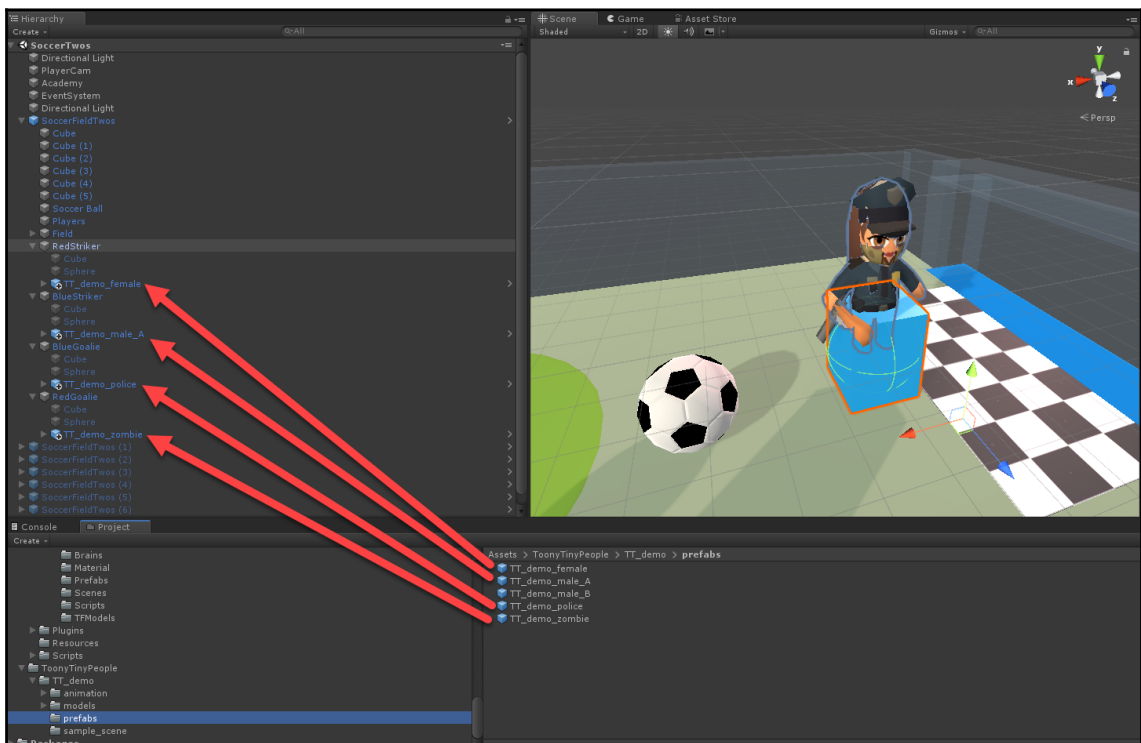 Hierarchy
Create
All
SoccerTwos
Directional Light
PlayerCam
Academy
EventSystem
Directional Light
SoccerFieldTwos
Cube
Cube (1)
Cube (2)
Cube (3)
Cube (4)
Cube (5)
Soccer Ball
Players
Field
RedStriker
Cube
Sphere
TT_demo_female
BlueStriker
Cube
Sphere
TT_demo_male_A
BlueGoalie
Cube
Sphere
TT_demo_police
RedGoalie
Cube
Sphere
TT_demo_zombie
SoccerFieldTwos (1)
SoccerFieldTwos (2)
SoccerFieldTwos (3)
SoccerFieldTwos (4)
SoccerFieldTwos (5)
SoccerFieldTwos (6)
Scene Game Asset Store
Shaded 2D Gizmos All
y
x
z
< Persp
Console Project
Create
Brains
Material
Prefabs
Scenes
Scripts
TFModels
Plugins
Resources
Scripts
ToonyTinyPeople
TT_demo
animation
models
prefabs
sample_scene
Assets > ToonyTinyPeople > TT_demo > prefabs
TT_demo_female
TT_demo_male_A
TT_demo_male_B
TT_demo_police
TT_demo_zombie